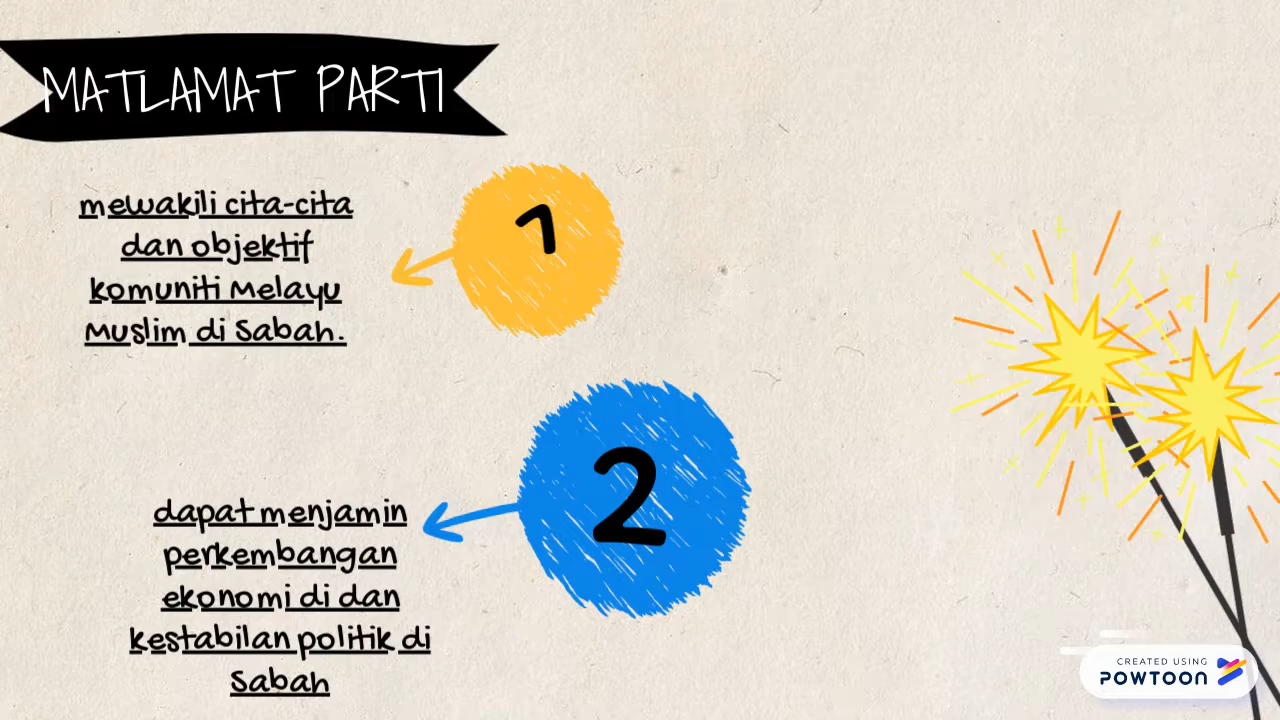 MATLAMAT PARTI
1
mewakili cita-cita
dan objektif
komuniti Melayu
Muslim di Sabah.
2
dapat menjamin
perkembangan
ekonomi di dan
kestabilan politik di
Sabah
CREATED USING
POWTOON